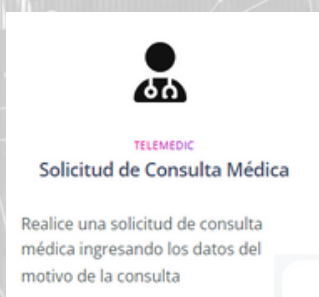 TELEMEDIC
Solicitud de Consulta Médica
Realice una solicitud de consulta
médica ingresando los datos del
motivo de la consulta